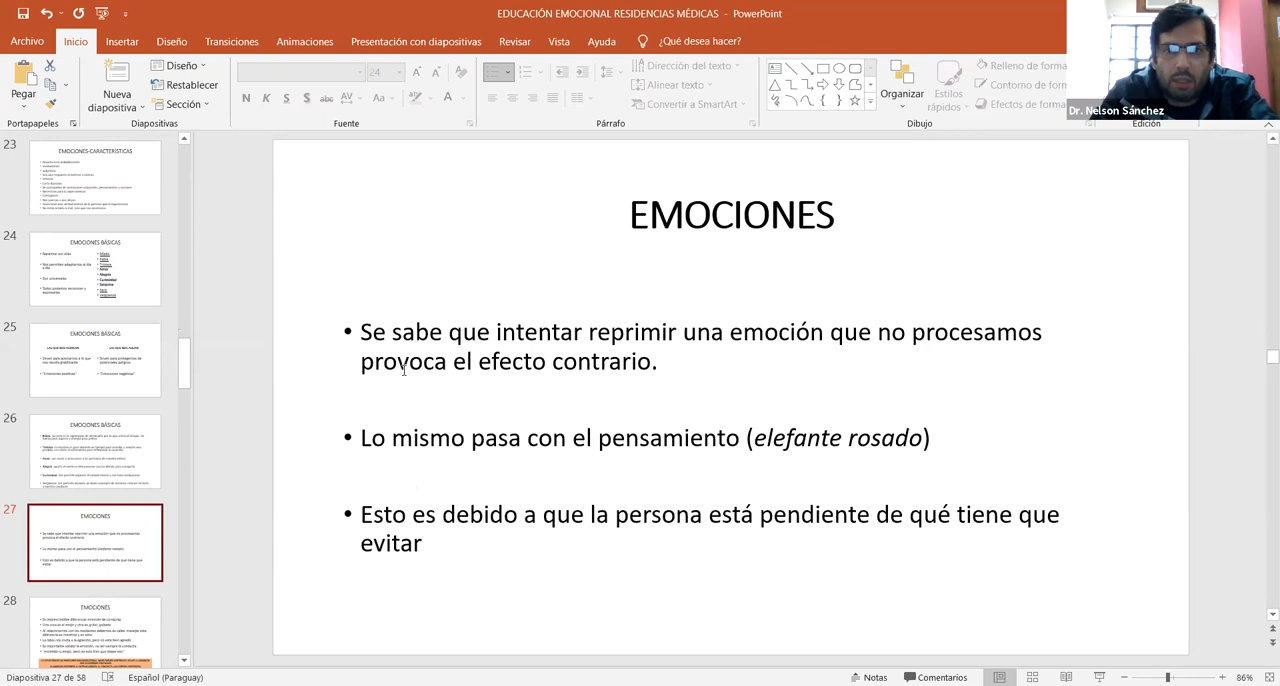 EDUCACIÓN EMOCIONAL RESIDENCIAS MÉDICAS - PowerPoint
Archivo Inicio Insertar Diseño Transiciones Animaciones Presentación con diapositivas Revisar Vista Ayuda ¿Qué desea hacer?
Pegar
Nueva diapositiva
Diseño
Restablecer
Sección
24
N K S S abc AV Aa A
Dirección del texto
Alinear texto
Convertir a SmartArt
Organizar
Estilos rápidos
Relleno de forma
Contorno de form
Efectos de forma
Dr. Nelson Sánchez
Portapapeles Diapositivas Fuente Párrafo Dibujo Edición
23
EMOCIONES-CARACTERÍSTICAS
24
EMOCIONES BÁSICAS
25
EMOCIONES BÁSICAS
26
EMOCIONES BÁSICAS
27
EMOCIONES
28
EMOCIONES
EMOCIONES
• Se sabe que intentar reprimir una emoción que no procesamos
provoca el efecto contrario.
• Lo mismo pasa con el pensamiento (elefante rosado)
• Esto es debido a que la persona está pendiente de qué tiene que
evitar
Diapositiva 27 de 58 Español (Paraguay) Notas Comentarios 86%